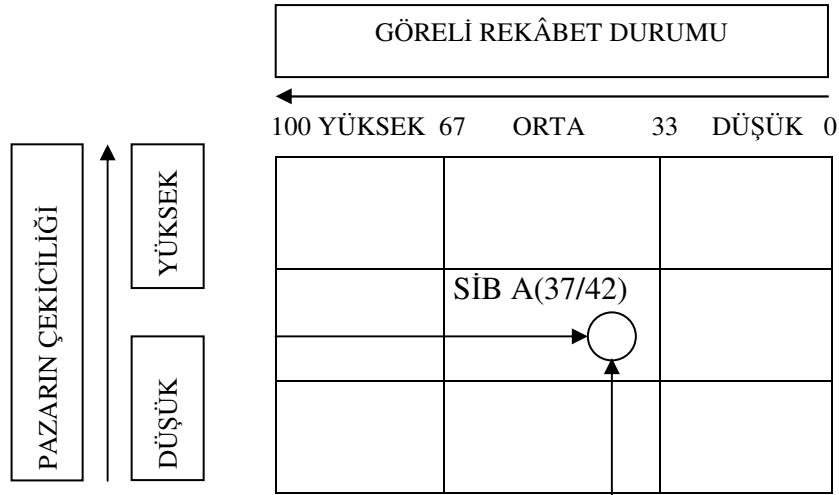 GÖRELİ REKÂBET DURUMU
100 YÜKSEK 67 ORTA 33 DÜŞÜK 0
PAZARIN ÇEKİCİLİĞİ
YÜKSEK
DÜŞÜK
SİB A(37/42)